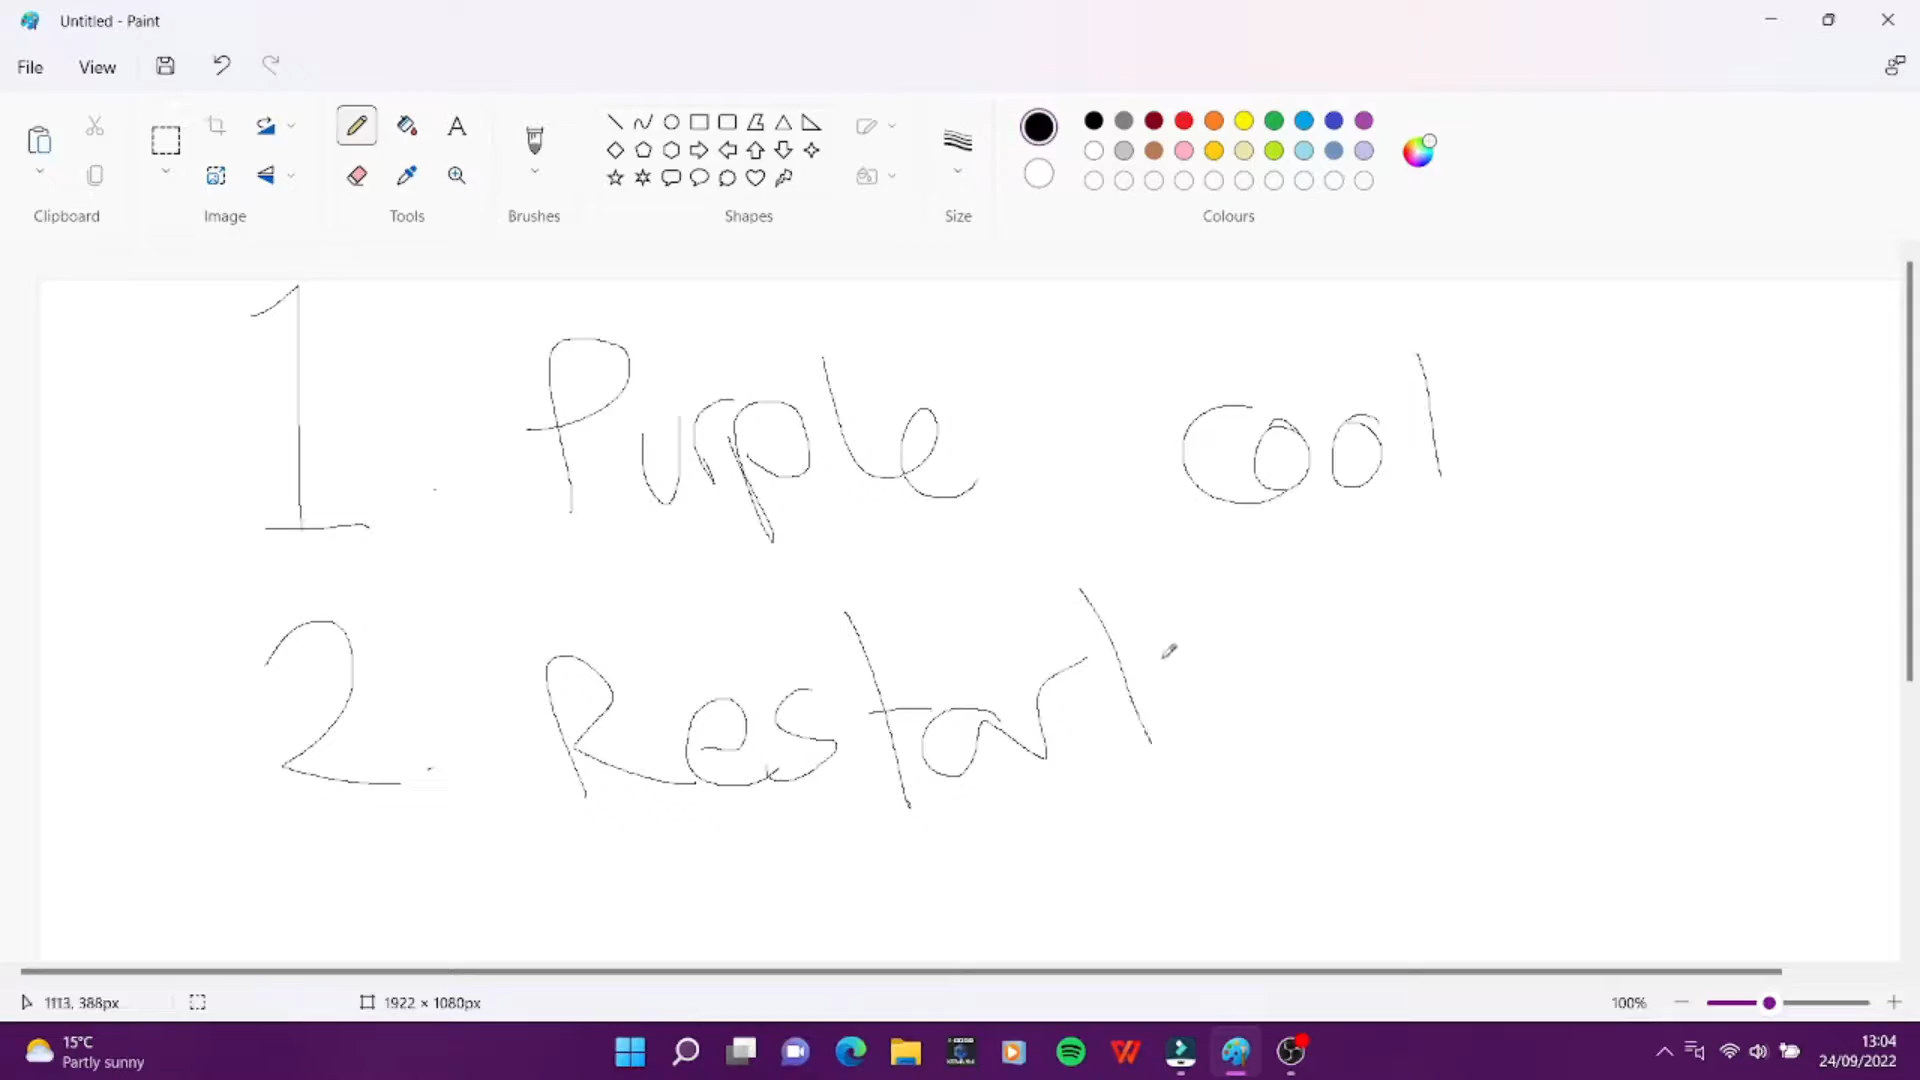 Untitled - Paint
File View
Clipboard Image Tools Brushes Shapes Size Colours
1. Purple cool
2. Restart
1113, 388px 1922 × 1080px 100%
15°C 13:04
Partly sunny 24/09/2022